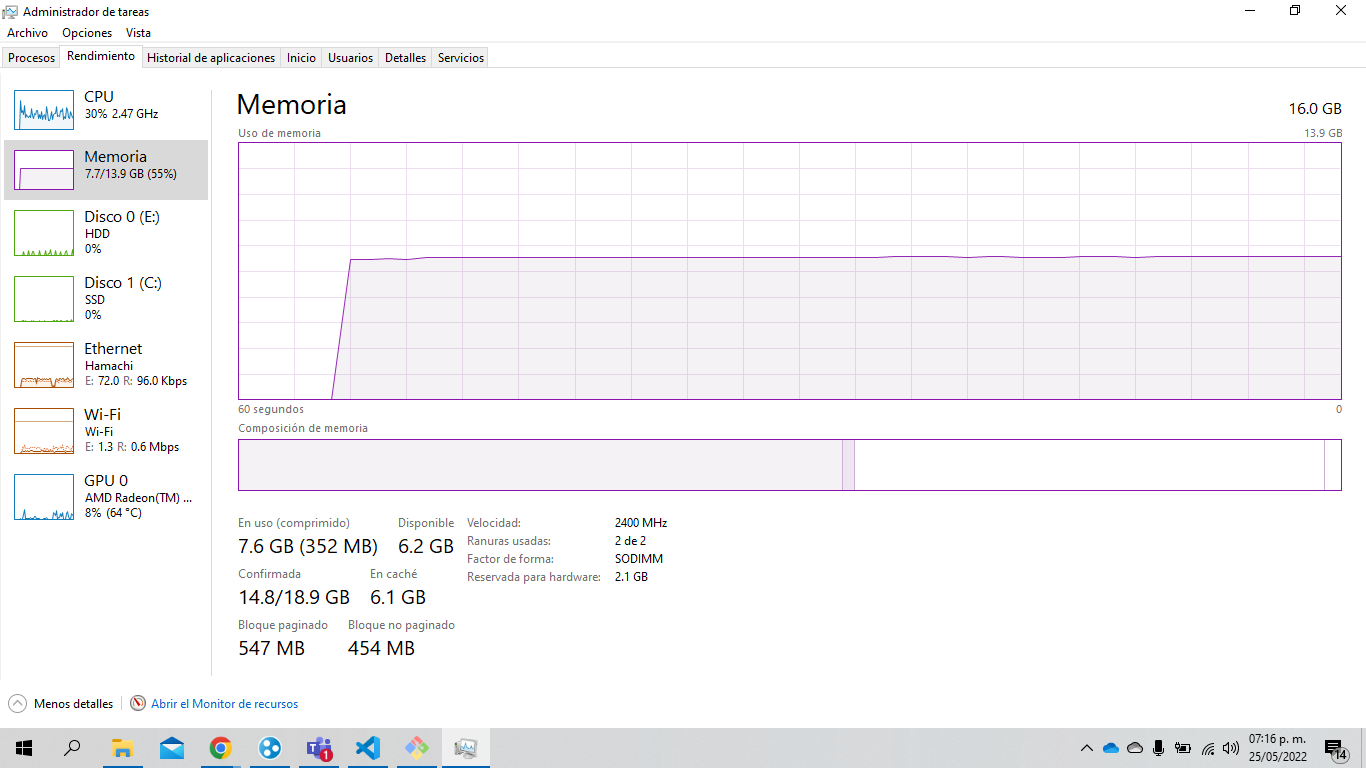 Administrador de tareas
Archivo Opciones Vista
Procesos Rendimiento Historial de aplicaciones Inicio Usuarios Detalles Servicios
CPU
30% 2.47 GHz
Memoria
7.7/13.9 GB (55%)
Disco 0 (E:)
HDD
0%
Disco 1 (C:)
SSD
0%
Ethernet
Hamachi
E: 72.0 R: 96.0 Kbps
Wi-Fi
Wi-Fi
E: 1.3 R: 0.6 Mbps
GPU 0
AMD Radeon(TM) ...
8% (64 °C)
Memoria 16.0 GB
Uso de memoria 13.9 GB
60 segundos 0
Composición de memoria
En uso (comprimido) Disponible
7.6 GB (352 MB) 6.2 GB
Confirmada En caché
14.8/18.9 GB 6.1 GB
Bloque paginado Bloque no paginado
547 MB 454 MB
Velocidad: 2400 MHz
Ranuras usadas: 2 de 2
Factor de forma: SODIMM
Reservada para hardware: 2.1 GB
Menos detalles Abrir el Monitor de recursos
1
07:16 p. m.
25/05/2022
14